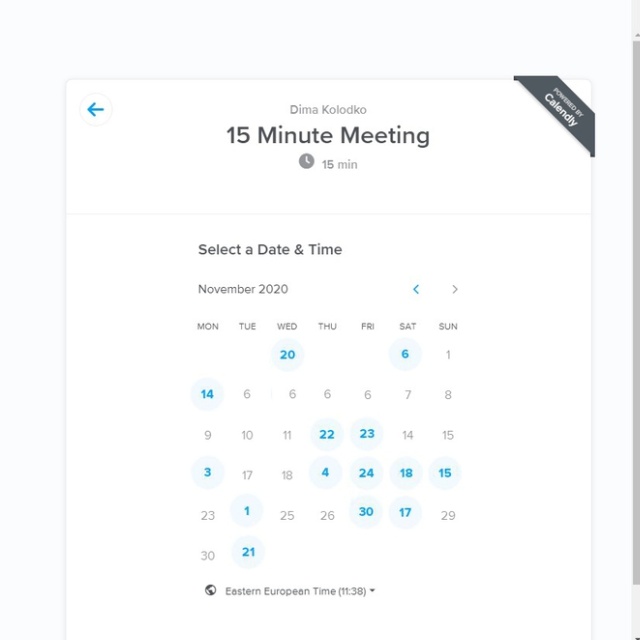 POWERED BY
Calendly
Dima Kolodko
15 Minute Meeting
15 min
Select a Date & Time
November 2020
MON TUE WED THU FRI SAT SUN
20 6 1
14 6 6 6 6 7 8
9 10 11 22 23 14 15
3 17 18 4 24 18 15
23 1 25 26 30 17 29
30 21
Eastern European Time (11:38)